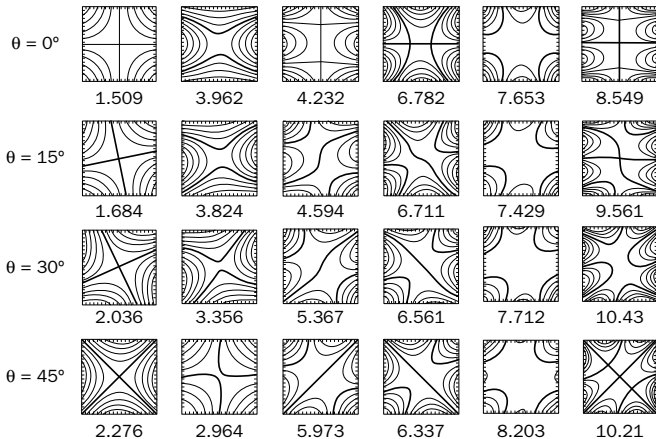 θ = 0°
1.509 3.962 4.232 6.782 7.653 8.549
θ = 15°
1.684 3.824 4.594 6.711 7.429 9.561
θ = 30°
2.036 3.356 5.367 6.561 7.712 10.43
θ = 45°
2.276 2.964 5.973 6.337 8.203 10.21